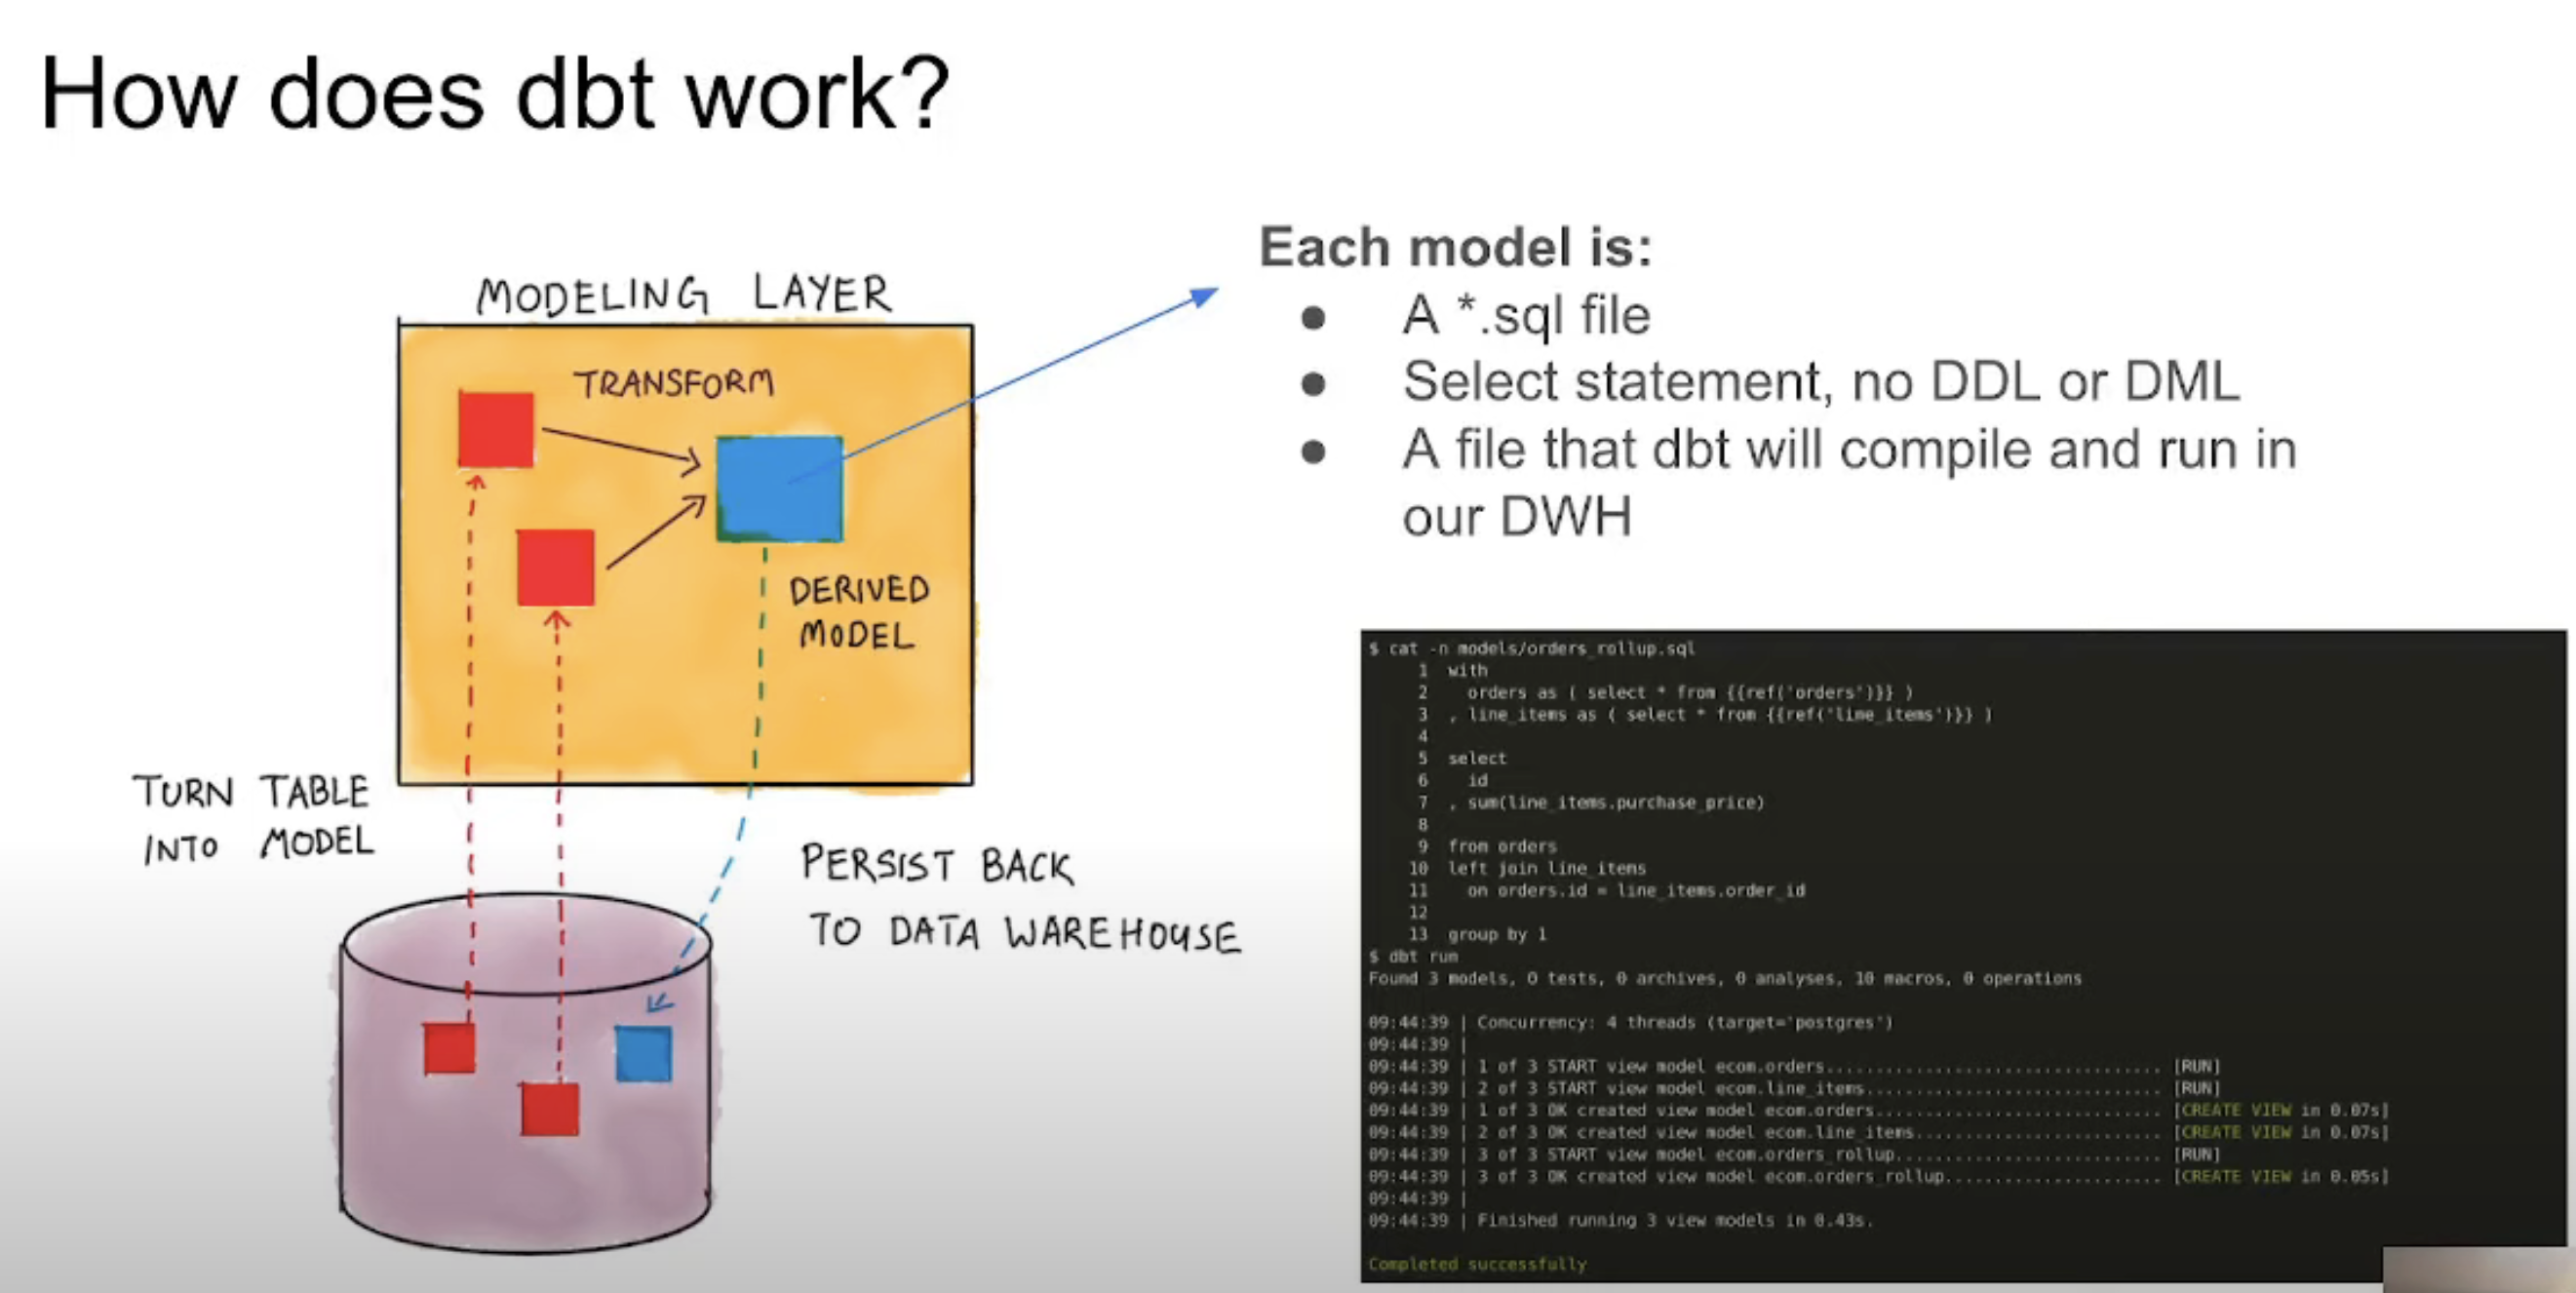 How does dbt work?
MODELING LAYER
TRANSFORM
DERIVED
MODEL
TURN TABLE
INTO MODEL
PERSIST BACK
TO DATA WAREHOUSE
Each model is:
● A *.sql file
● Select statement, no DDL or DML
● A file that dbt will compile and run in
our DWH
$ cat -n models/orders_rollup.sql
1 with
2 orders as ( select * from {{ref('orders')}} )
3 , line_items as ( select * from {{ref('line_items')}} )
4
5 select
6 id
7 , sum(line_items.purchase_price)
8
9 from orders
10 left join line_items
11 on orders.id = line_items.order_id
12
13 group by 1
$ dbt run
Found 3 models, 0 tests, 0 archives, 0 analyses, 10 macros, 0 operations
09:44:39 | Concurrency: 4 threads (target='postgres')
09:44:39 |
09:44:39 | 1 of 3 START view model ecom.orders.................................. [RUN]
09:44:39 | 2 of 3 START view model ecom.line_items.............................. [RUN]
09:44:39 | 1 of 3 OK created view model ecom.orders............................. [CREATE VIEW in 0.07s]
09:44:39 | 2 of 3 OK created view model ecom.line_items......................... [CREATE VIEW in 0.07s]
09:44:39 | 3 of 3 START view model ecom.orders_rollup........................... [RUN]
09:44:39 | 3 of 3 OK created view model ecom.orders_rollup...................... [CREATE VIEW in 0.05s]
09:44:39 |
09:44:39 | Finished running 3 view models in 0.43s.
Completed successfully